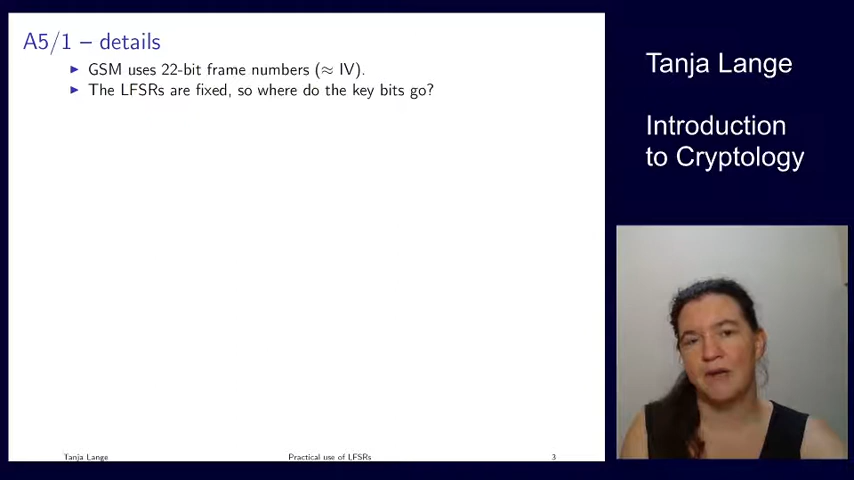 A5/1 – details
▶ GSM uses 22-bit frame numbers (≈ IV).
▶ The LFSRs are fixed, so where do the key bits go?
Tanja Lange
Practical use of LFSRs
3
Tanja Lange
Introduction
to Cryptology